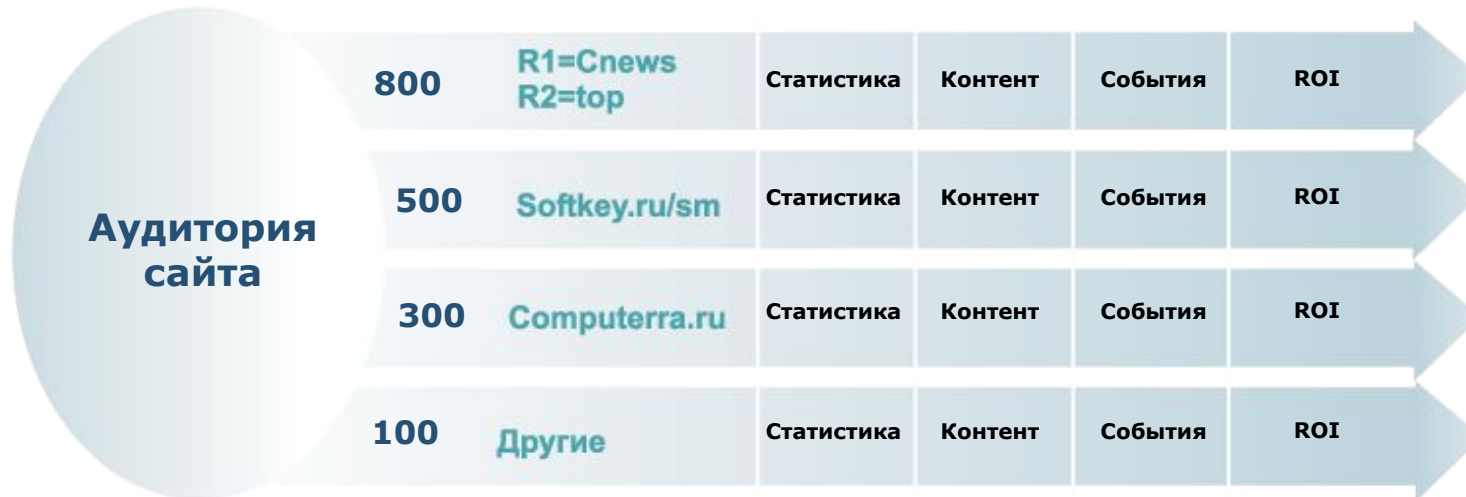 Аудитория
сайта
800
R1=Cnews
R2=top
Статистика
Контент
События
ROI
500
Softkey.ru/sm
Статистика
Контент
События
ROI
300
Computerra.ru
Статистика
Контент
События
ROI
100
Другие
Статистика
Контент
События
ROI